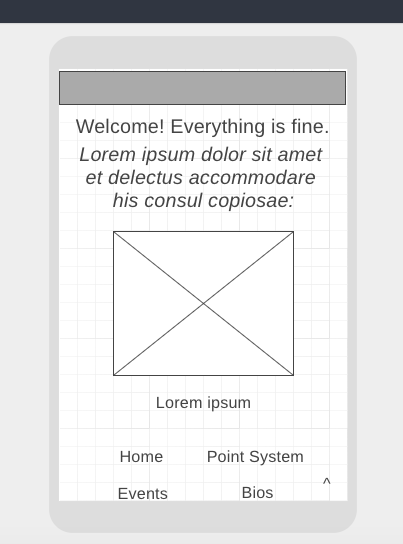 Welcome! Everything is fine.
Lorem ipsum dolor sit amet
et delectus accommodare
his consul copiosae:
Lorem ipsum
Home Point System
^
Events Bios